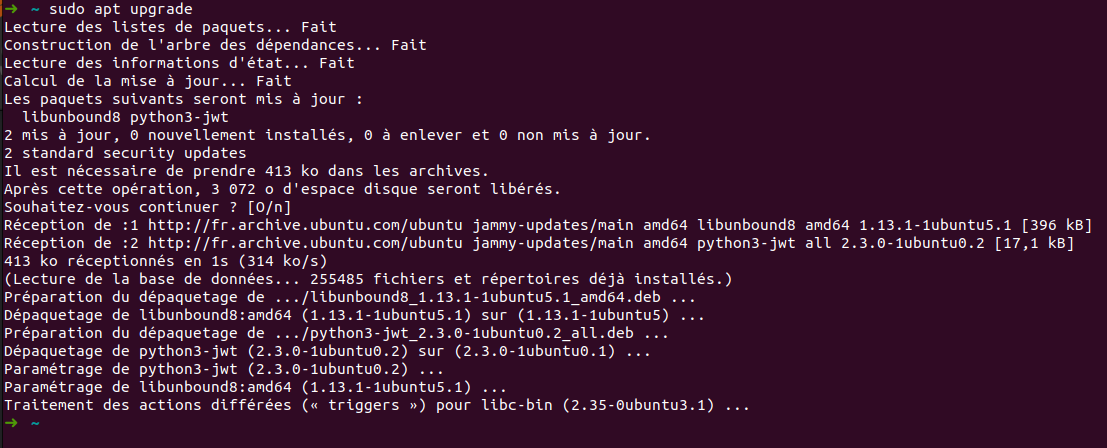 ➜ ~ sudo apt upgrade
Lecture des listes de paquets... Fait
Construction de l'arbre des dépendances... Fait
Lecture des informations d'état... Fait
Calcul de la mise à jour... Fait
Les paquets suivants seront mis à jour :
  libunbound8 python3-jwt
2 mis à jour, 0 nouvellement installés, 0 à enlever et 0 non mis à jour.
2 standard security updates
Il est nécessaire de prendre 413 ko dans les archives.
Après cette opération, 3 072 o d'espace disque seront libérés.
Souhaitez-vous continuer ? [O/n]
Réception de :1 http://fr.archive.ubuntu.com/ubuntu jammy-updates/main amd64 libunbound8 amd64 1.13.1-1ubuntu5.1 [396 kB]
Réception de :2 http://fr.archive.ubuntu.com/ubuntu jammy-updates/main amd64 python3-jwt all 2.3.0-1ubuntu0.2 [17,1 kB]
413 ko réceptionnés en 1s (314 ko/s)
(Lecture de la base de données... 255485 fichiers et répertoires déjà installés.)
Préparation du dépaquetage de .../libunbound8_1.13.1-1ubuntu5.1_amd64.deb ...
Dépaquetage de libunbound8:amd64 (1.13.1-1ubuntu5.1) sur (1.13.1-1ubuntu5) ...
Préparation du dépaquetage de .../python3-jwt_2.3.0-1ubuntu0.2_all.deb ...
Dépaquetage de python3-jwt (2.3.0-1ubuntu0.2) sur (2.3.0-1ubuntu0.1) ...
Paramétrage de python3-jwt (2.3.0-1ubuntu0.2) ...
Paramétrage de libunbound8:amd64 (1.13.1-1ubuntu5.1) ...
Traitement des actions différées (« triggers ») pour libc-bin (2.35-0ubuntu3.1) ...
➜ ~